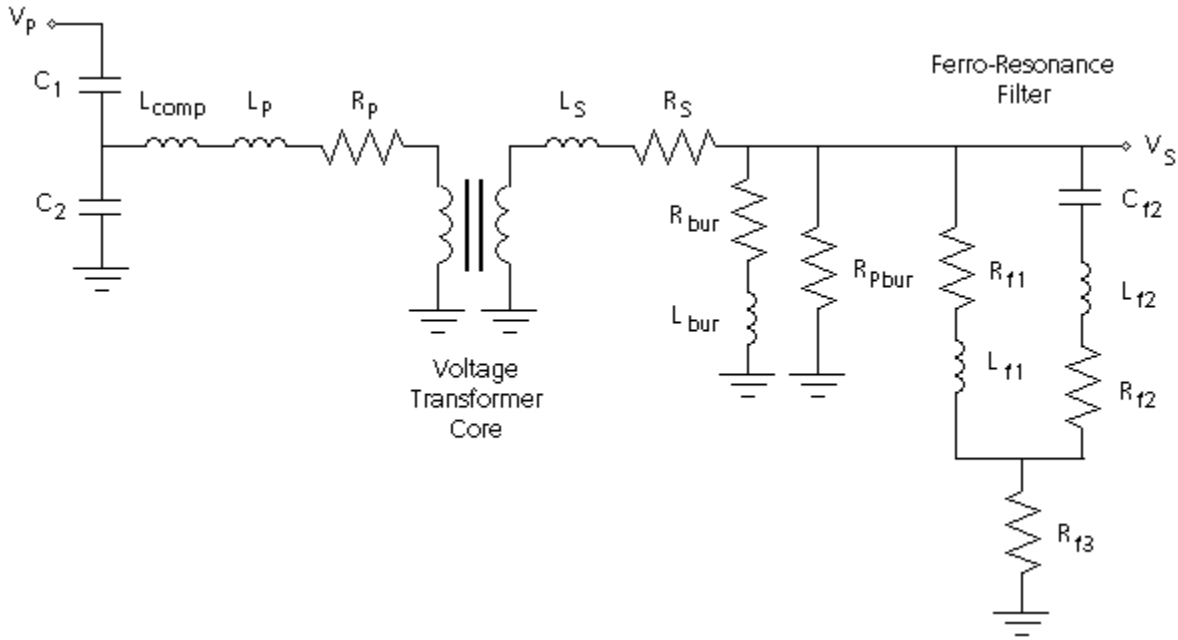 V_P
C_1
L_comp
L_P
R_P
L_S
R_S
Ferro-Resonance
Filter
V_S
C_2
R_bur
R_Pbur
R_f1
C_f2
L_f2
L_bur
L_f1
R_f2
Voltage
Transformer
Core
R_f3